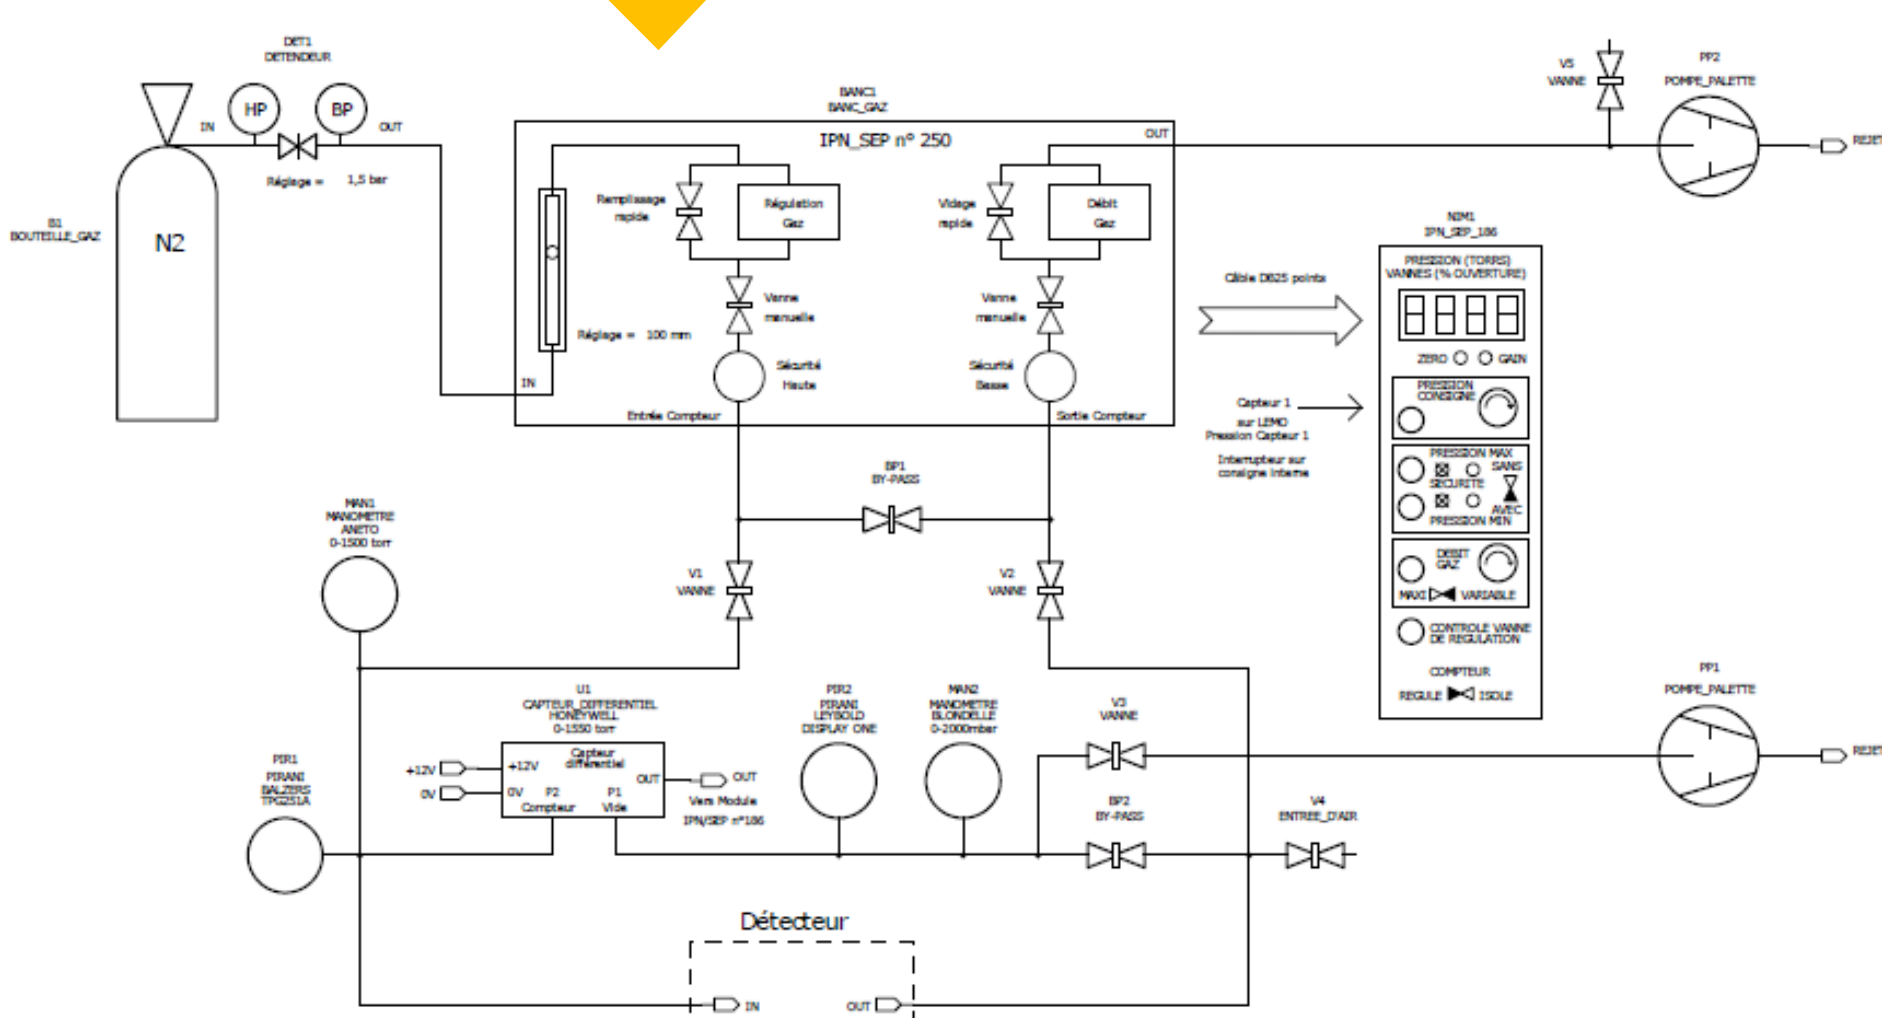 DET1
DETENDEUR
HP
BP
IN
OUT
Réglage = 1,5 bar
B1
BOUTEILLE_GAZ
N2
BANC1
BANC_GAZ
IPN_SEP n° 250
OUT
Remplissage
rapide
Régulation
Gaz
Vidage
rapide
Débit
Gaz
Vanne
manuelle
Vanne
manuelle
Réglage = 100 mm
IN
Sécurité
Haute
Sécurité
Basse
Entrée Compteur
Sortie Compteur
V5
VANNE
PP2
POMPE_PALETTE
REJET
NIM1
IPN_SEP_186
PRESSION (TORRS)
VANNES (% OUVERTURE)
ZERO
GAIN
PRESSION
CONSIGNE
PRESSION MAX
SANS
SECURITE
AVEC
PRESSION MIN
DEBIT
GAZ
MAXI
VARIABLE
CONTROLE VANNE
DE REGULATION
COMPTEUR
REGULE
ISOLE
Câble DB25 points
Capteur 1
sur LEMO
Pression Capteur 1
Interrupteur sur
consigne interne
BP1
BY-PASS
MAN1
MANOMETRE
ANETO
0-1500 torr
V1
VANNE
V2
VANNE
U1
CAPTEUR_DIFFERENTIEL
HONEYWELL
0-1550 torr
Capteur
différentiel
+12V
+12V
0V
0V
P2
Compteur
P1
Vide
OUT
OUT
Vers Module
IPN/SEP n°186
PIR2
PIRANI
LEYBOLD
DISPLAY ONE
MAN2
MANOMETRE
BLONDELLE
0-2000mbar
V3
VANNE
PP1
POMPE_PALETTE
REJET
PIR1
PIRANI
BALZERS
TPG251A
BP2
BY-PASS
V4
ENTREE_D'AIR
Détecteur
IN
OUT